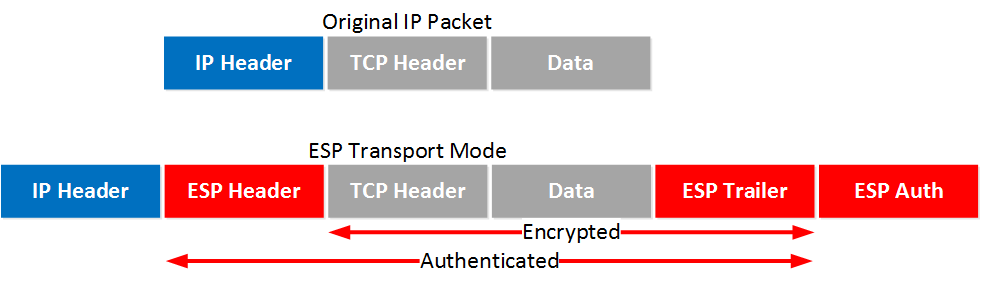 Original IP Packet
IP Header TCP Header Data
ESP Transport Mode
IP Header ESP Header TCP Header Data ESP Trailer ESP Auth
Encrypted
Authenticated